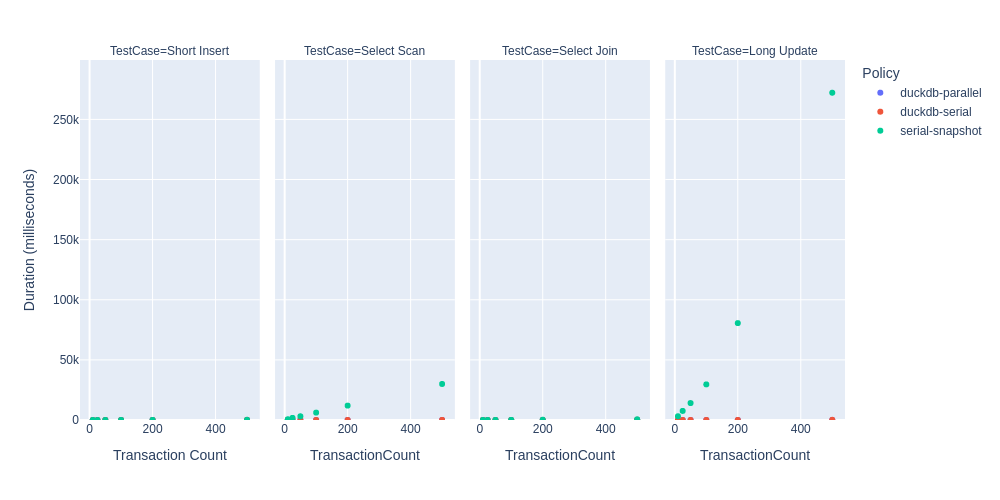 TestCase=Short Insert
TestCase=Select Scan
TestCase=Select Join
TestCase=Long Update
Policy
duckdb-parallel
duckdb-serial
serial-snapshot
Duration (milliseconds)
250k
200k
150k
100k
50k
0
0 200 400
0 200 400
0 200 400
0 200 400
Transaction Count
TransactionCount
TransactionCount
TransactionCount